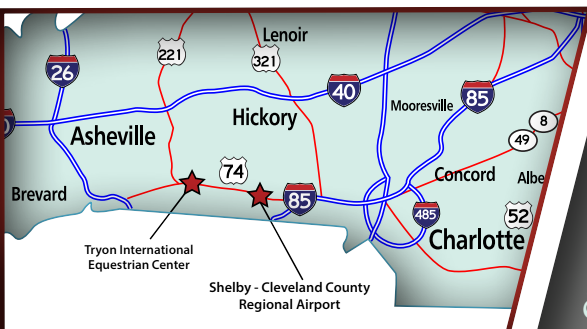 Lenoir
221
321
26
40
Mooresville
85
Hickory
8
49
Asheville
74
Concord
Albe
Brevard
85
485
52
Charlotte
Tryon International
Equestrian Center
Shelby - Cleveland County
Regional Airport